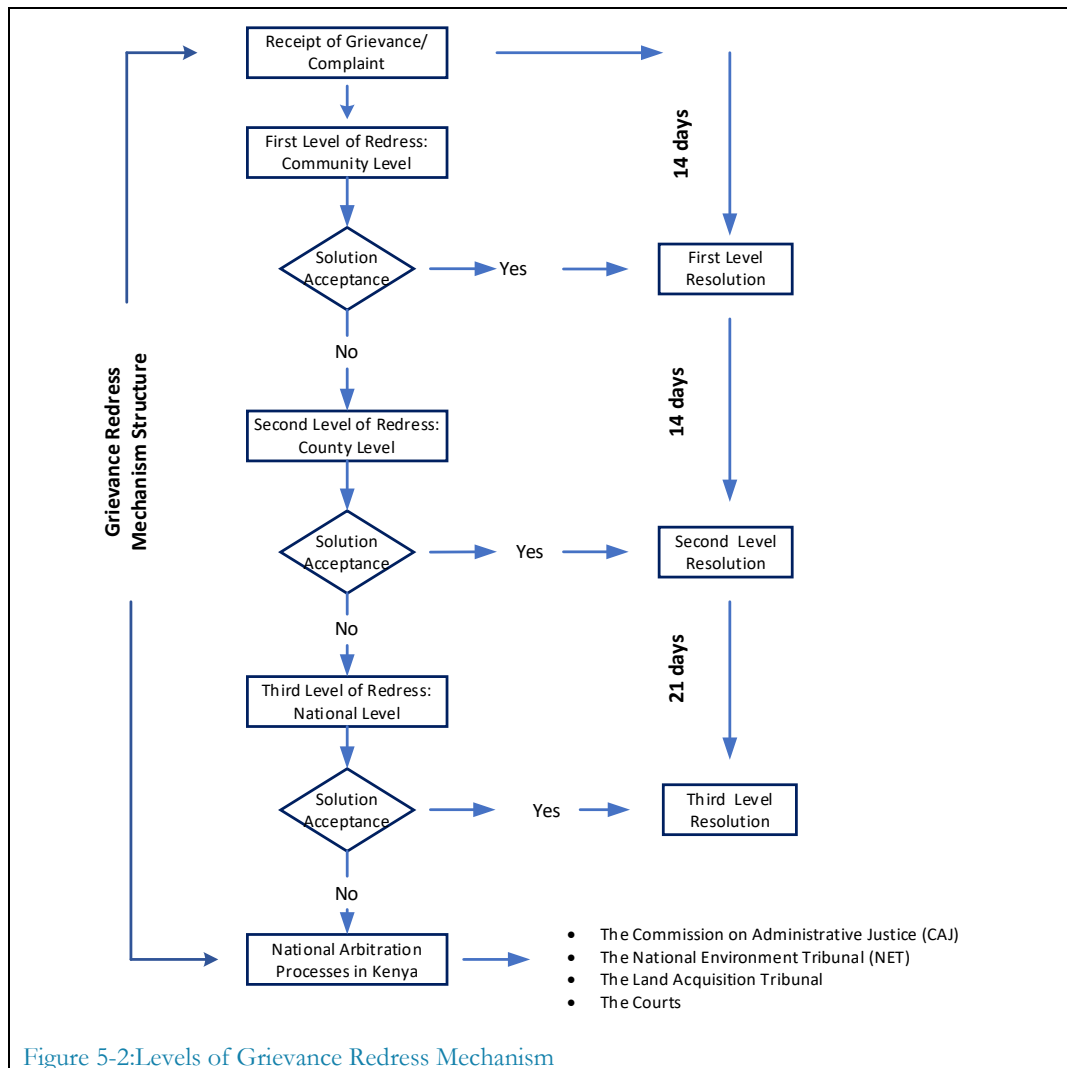 Receipt of Grievance/
Complaint
First Level of Redress:
Community Level
14 days
Solution
Acceptance
Yes
First Level
Resolution
No
Grievance Redress
Mechanism Structure
14 days
Second Level of Redress:
County Level
Solution
Acceptance
Yes
Second Level
Resolution
No
21 days
Third Level of Redress:
National Level
Solution
Acceptance
Yes
Third Level
Resolution
No
National Arbitration
Processes in Kenya
• The Commission on Administrative Justice (CAJ)
• The National Environment Tribunal (NET)
• The Land Acquisition Tribunal
• The Courts
Figure 5-2:Levels of Grievance Redress Mechanism